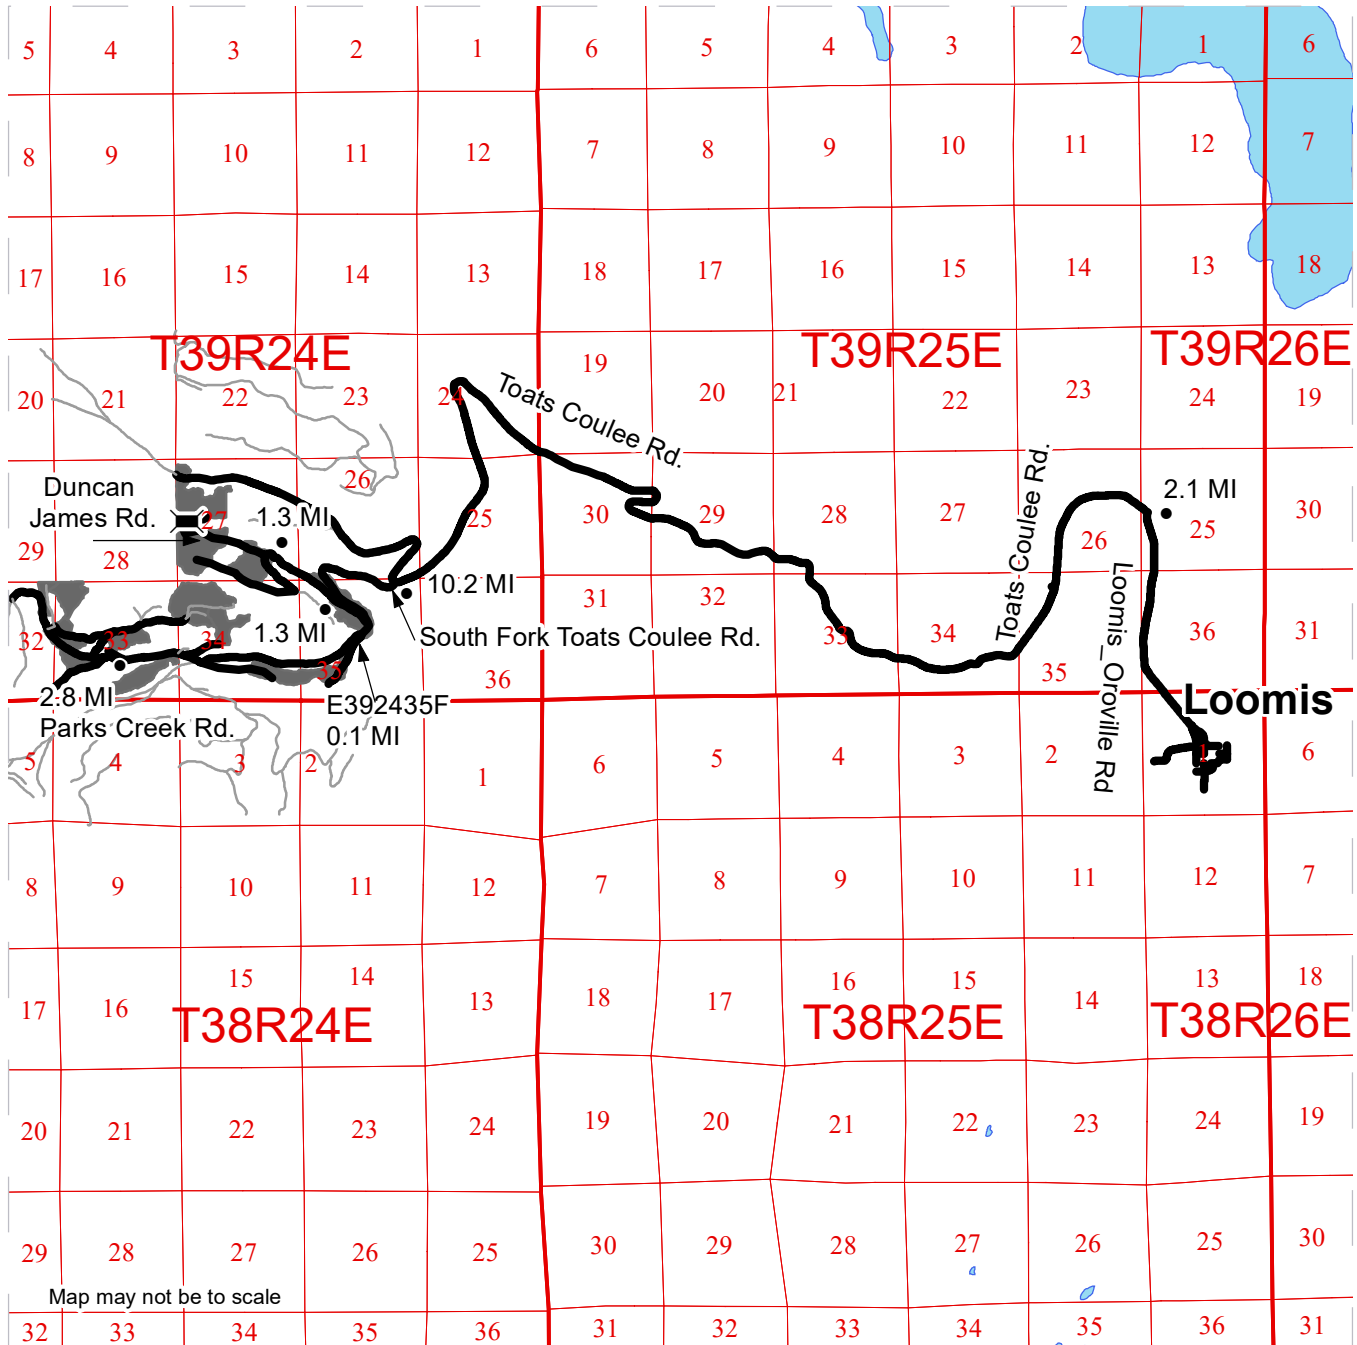 5 4 3 2 1 6 5 4 3 2 1 6
8 9 10 11 12 7 8 9 10 11 12 7
17 16 15 14 13 18 17 16 15 14 13 18
T39R24E T39R25E T39R26E
20 21 22 23 24 19 20 21 22 23 24 19
Toats Coulee Rd.
Duncan
James Rd.
1.3 MI
2.1 MI
29 28 27 26 25 30 29 28 27 26 25 30
Toats Coulee Rd.
Loomis_Oroville Rd
10.2 MI
South Fork Toats Coulee Rd.
1.3 MI
32 33 34 35 36 31 32 33 34 35 36 31
2.8 MI
Parks Creek Rd.
E392435F
0.1 MI
Loomis
5 4 3 2 1 6 5 4 3 2 1 6
8 9 10 11 12 7 8 9 10 11 12 7
17 16 15 14 13 18 17 16 15 14 13 18
T38R24E T38R25E T38R26E
20 21 22 23 24 19 20 21 22 23 24 19
29 28 27 26 25 30 29 28 27 26 25 30
Map may not be to scale
32 33 34 35 36 31 32 33 34 35 36 31